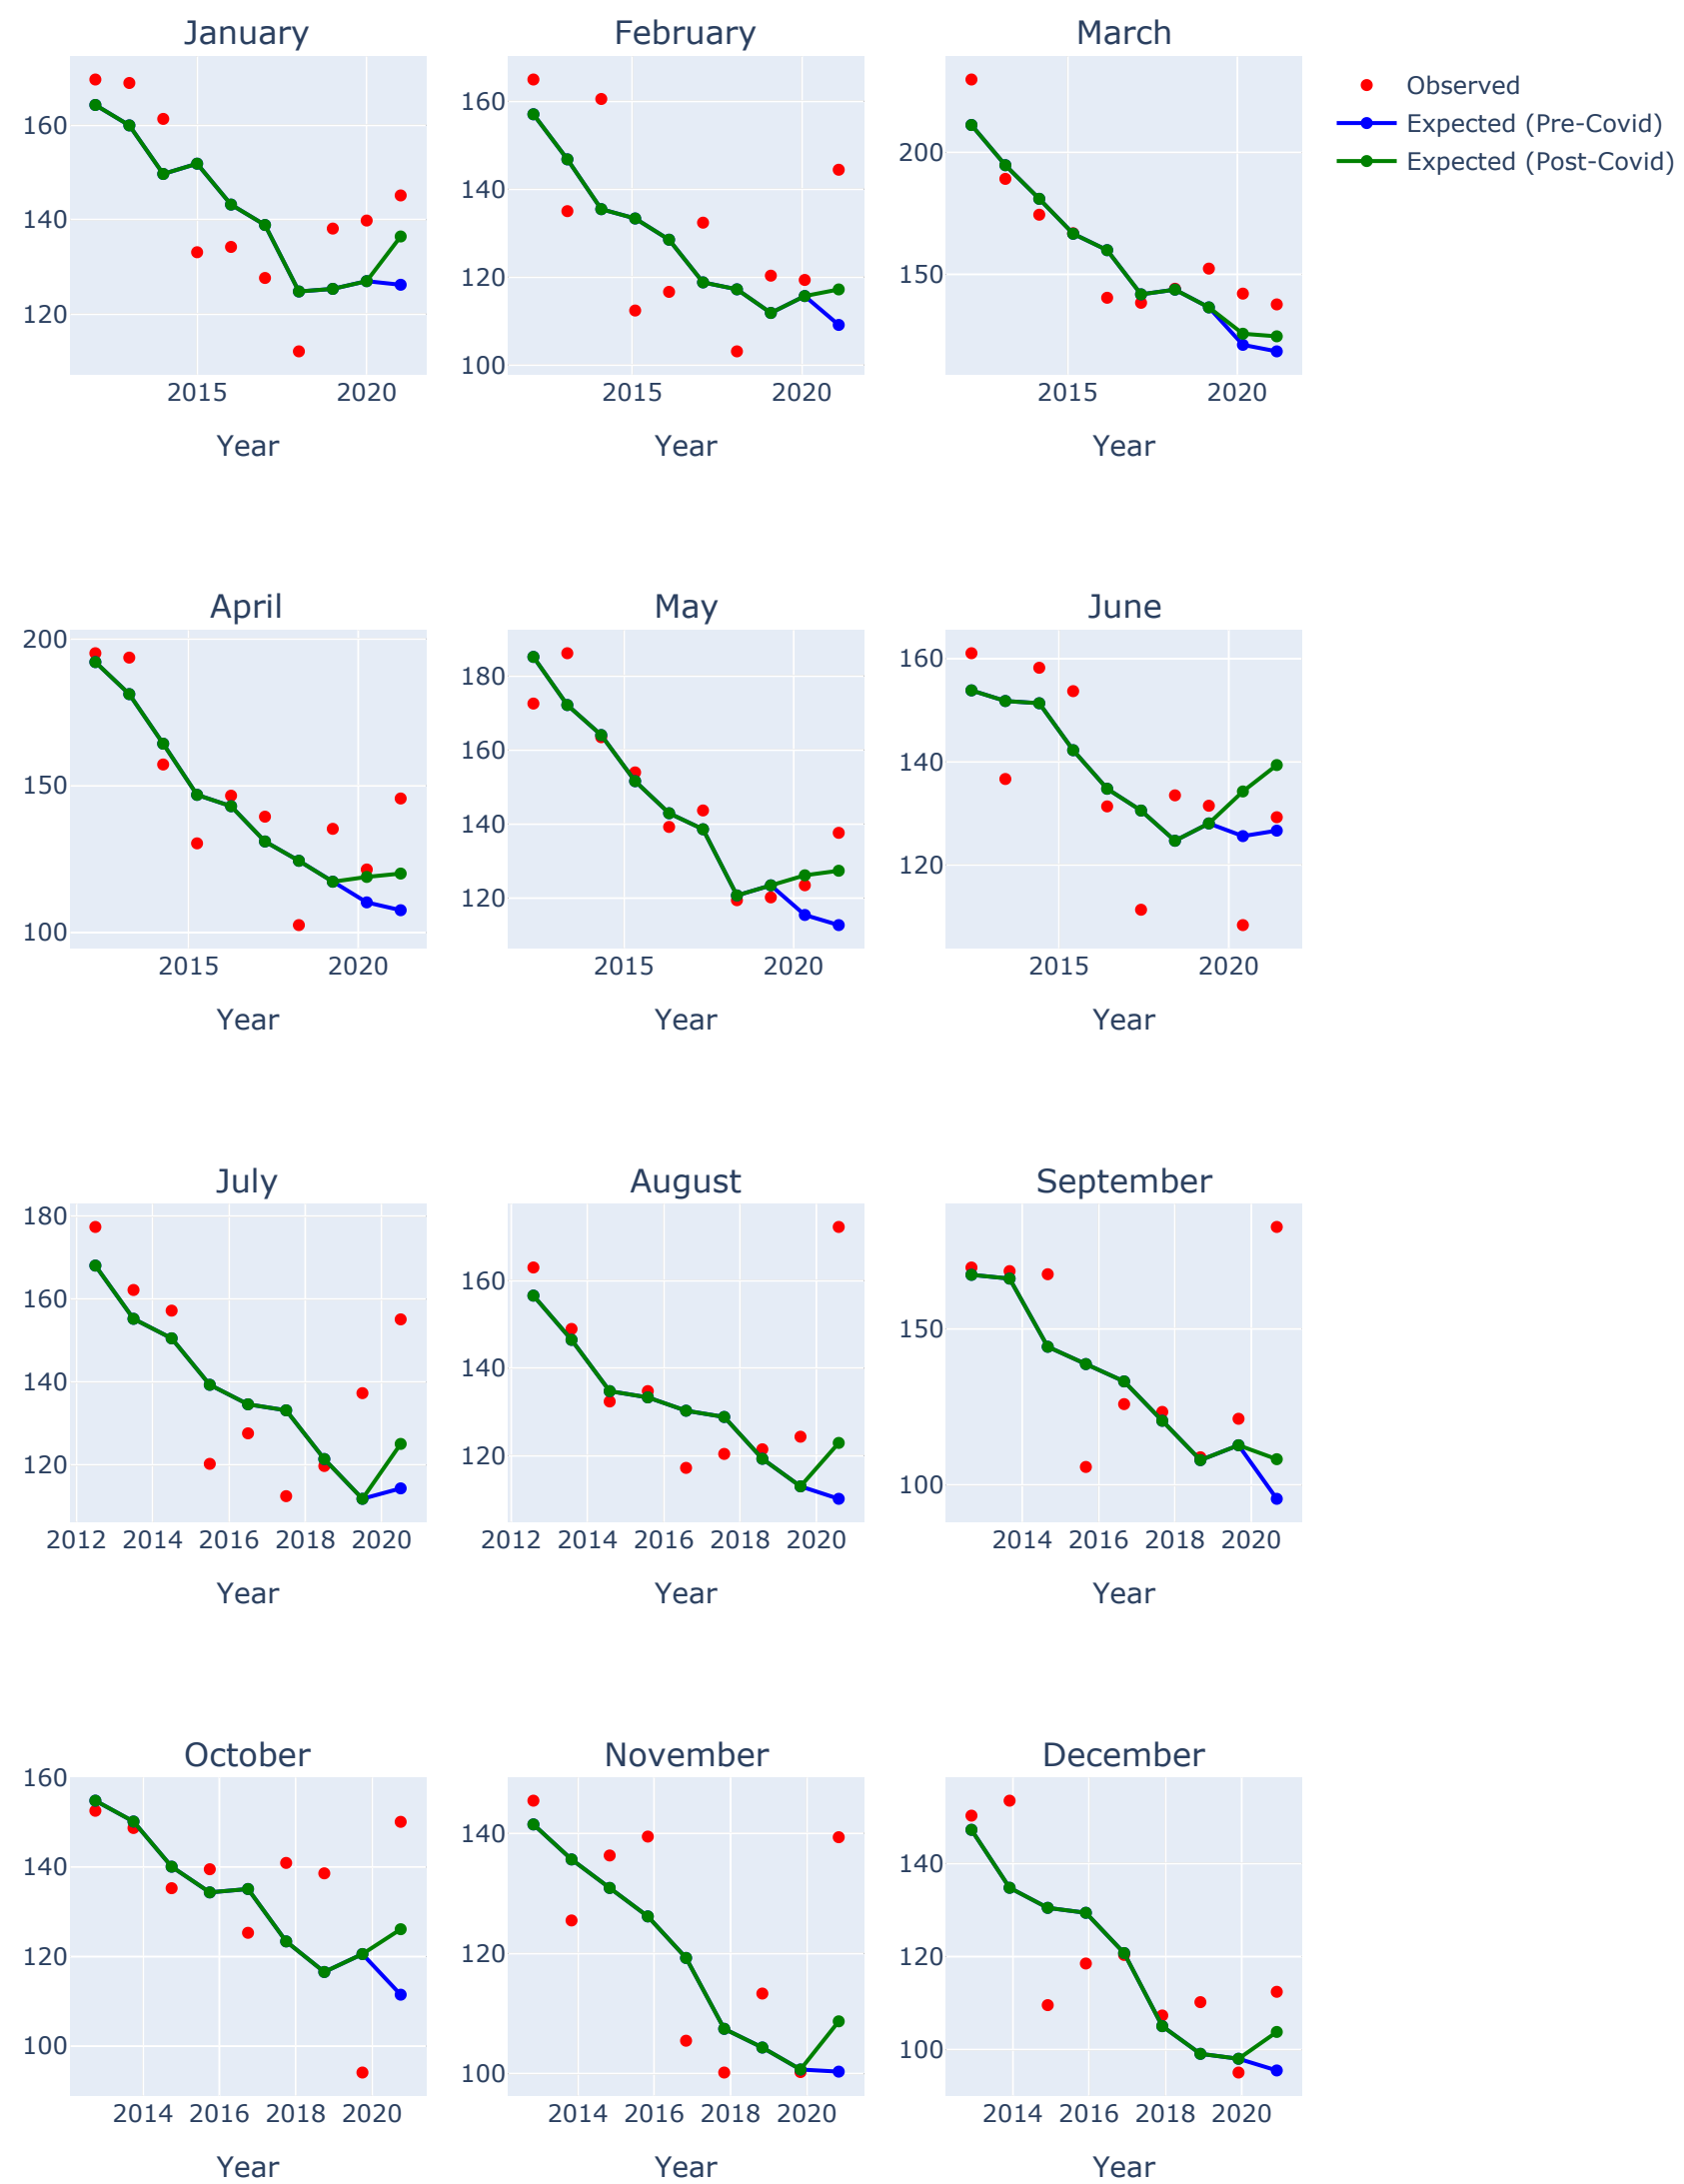 January
February
March
Observed
Expected (Pre-Covid)
Expected (Post-Covid)
160
140
120
2015
2020
Year
160
140
120
100
2015
2020
Year
200
150
2015
2020
Year
April
May
June
200
150
100
2015
2020
Year
180
160
140
120
2015
2020
Year
160
140
120
2015
2020
Year
July
August
September
180
160
140
120
2012
2014
2016
2018
2020
Year
160
140
120
2012
2014
2016
2018
2020
Year
150
100
2014
2016
2018
2020
Year
October
November
December
160
140
120
100
2014
2016
2018
2020
Year
140
120
100
2014
2016
2018
2020
Year
140
120
100
2014
2016
2018
2020
Year